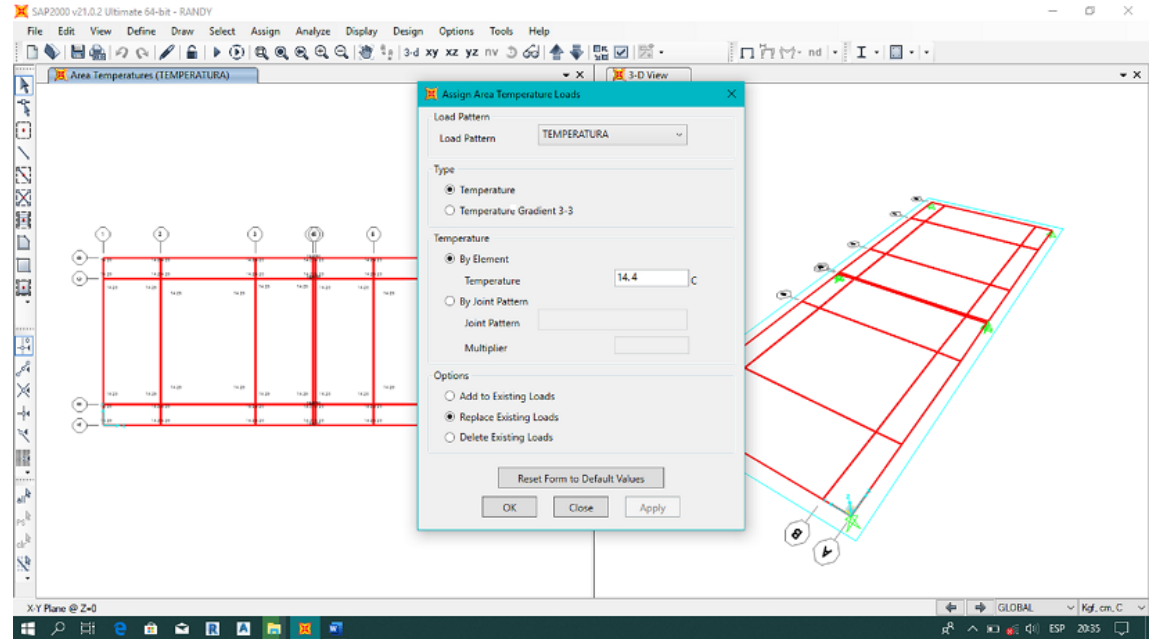 SAP2000 v21.0.2 Ultimate 64-bit - RANDY
File Edit View Define Draw Select Assign Analyze Display Design Options Tools Help
3-d xy xz yz nv nd
Area Temperatures (TEMPERATURA)
3-D View
Assign Area Temperature Loads
Load Pattern
Load Pattern TEMPERATURA
Type
Temperature
Temperature Gradient 3-3
Temperature
By Element
Temperature 14.4 C
By Joint Pattern
Joint Pattern
Multiplier
Options
Add to Existing Loads
Replace Existing Loads
Delete Existing Loads
Reset Form to Default Values
OK Close Apply
B
A
all
PS
clr
X-Y Plane @ Z=0
GLOBAL Kgf, cm, C
ESP 20:35